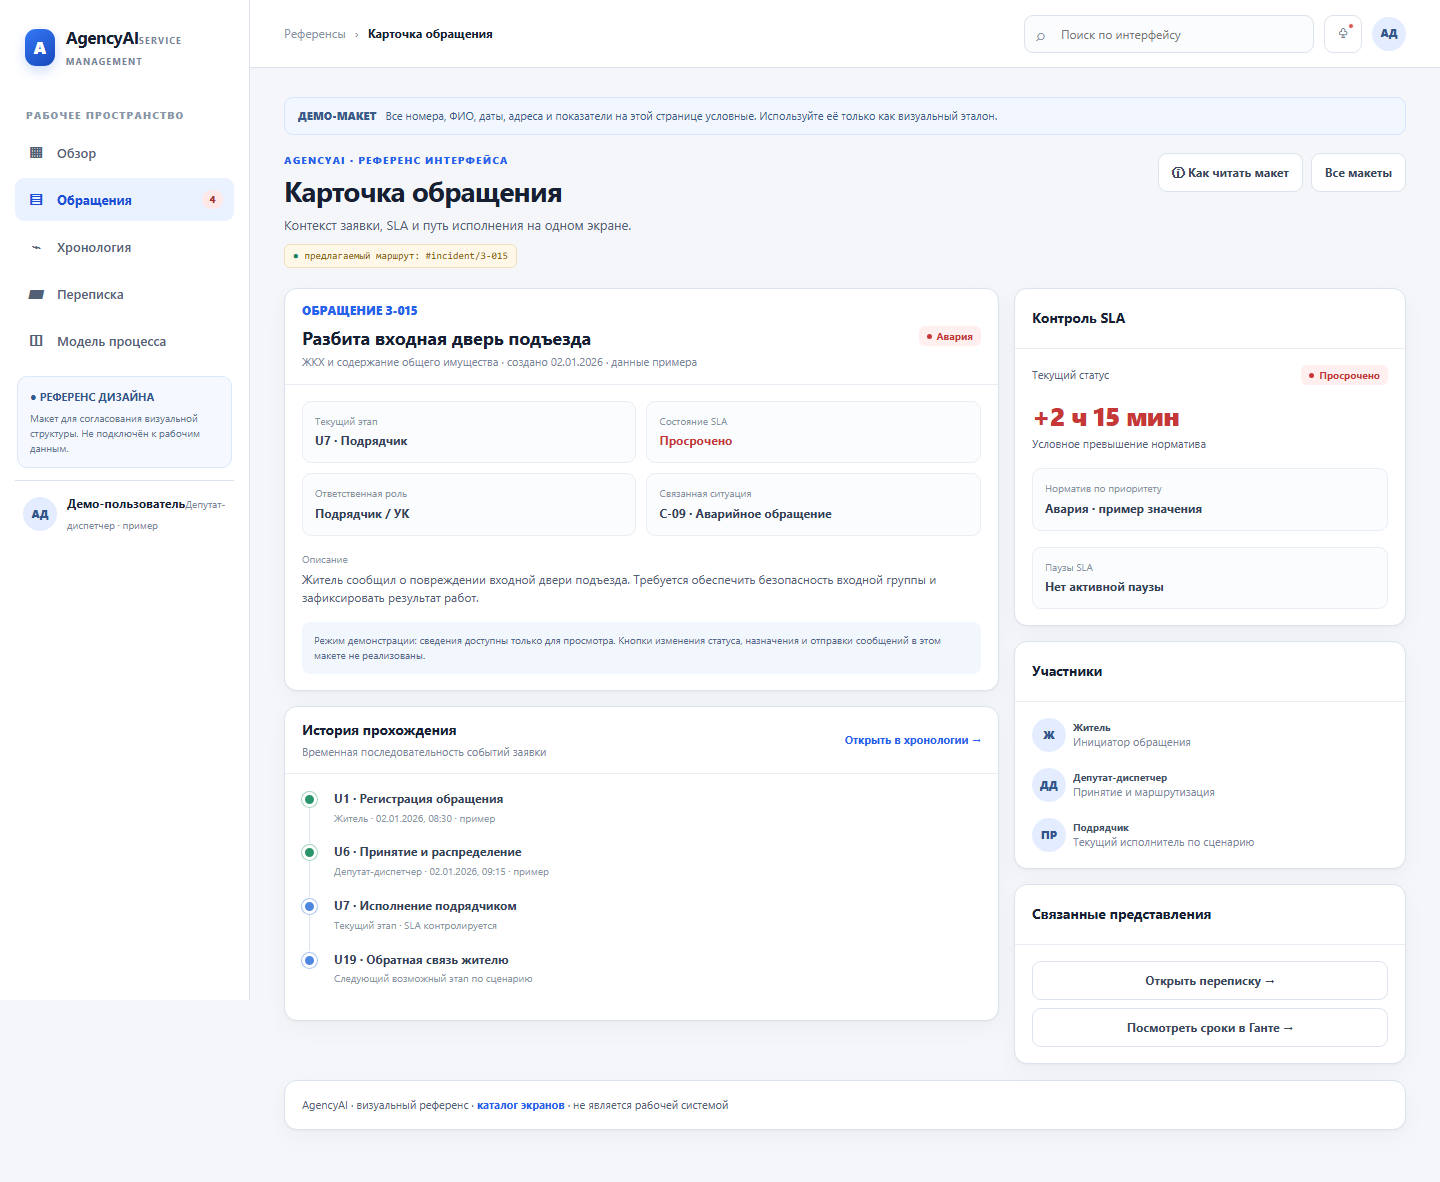 A
AgencyAI SERVICE
MANAGEMENT
РАБОЧЕЕ ПРОСТРАНСТВО
Обзор
Обращения 4
Хронология
Переписка
Модель процесса
● РЕФЕРЕНС ДИЗАЙНА
Макет для согласования визуальной
структуры. Не подключён к рабочим
данным.
АД
Демо-пользователь Депутат-
диспетчер · пример
Референсы › Карточка обращения
Поиск по интерфейсу
АД
ДЕМО-МАКЕТ Все номера, ФИО, даты, адреса и показатели на этой странице условные. Используйте её только как визуальный эталон.
AGENCYAI · РЕФЕРЕНС ИНТЕРФЕЙСА
Карточка обращения
Контекст заявки, SLA и путь исполнения на одном экране.
● предлагаемый маршрут: #incident/3-015
ⓘ Как читать макет
Все макеты
ОБРАЩЕНИЕ 3-015
Разбита входная дверь подъезда
ЖКХ и содержание общего имущества · создано 02.01.2026 · данные примера
● Авария
Текущий этап
U7 · Подрядчик
Состояние SLA
Просрочено
Ответственная роль
Подрядчик / УК
Связанная ситуация
С-09 · Аварийное обращение
Описание
Житель сообщил о повреждении входной двери подъезда. Требуется обеспечить безопасность входной группы и
зафиксировать результат работ.
Режим демонстрации: сведения доступны только для просмотра. Кнопки изменения статуса, назначения и отправки сообщений в этом
макете не реализованы.
История прохождения
Временная последовательность событий заявки
Открыть в хронологии →
U1 · Регистрация обращения
Житель · 02.01.2026, 08:30 · пример
U6 · Принятие и распределение
Депутат-диспетчер · 02.01.2026, 09:15 · пример
U7 · Исполнение подрядчиком
Текущий этап · SLA контролируется
U19 · Обратная связь жителю
Следующий возможный этап по сценарию
Контроль SLA
Текущий статус
● Просрочено
+2 ч 15 мин
Условное превышение норматива
Норматив по приоритету
Авария · пример значения
Паузы SLA
Нет активной паузы
Участники
Ж
Житель
Инициатор обращения
ДД
Депутат-диспетчер
Принятие и маршрутизация
ПР
Подрядчик
Текущий исполнитель по сценарию
Связанные представления
Открыть переписку →
Посмотреть сроки в Ганте →
AgencyAI · визуальный референс · каталог экранов · не является рабочей системой